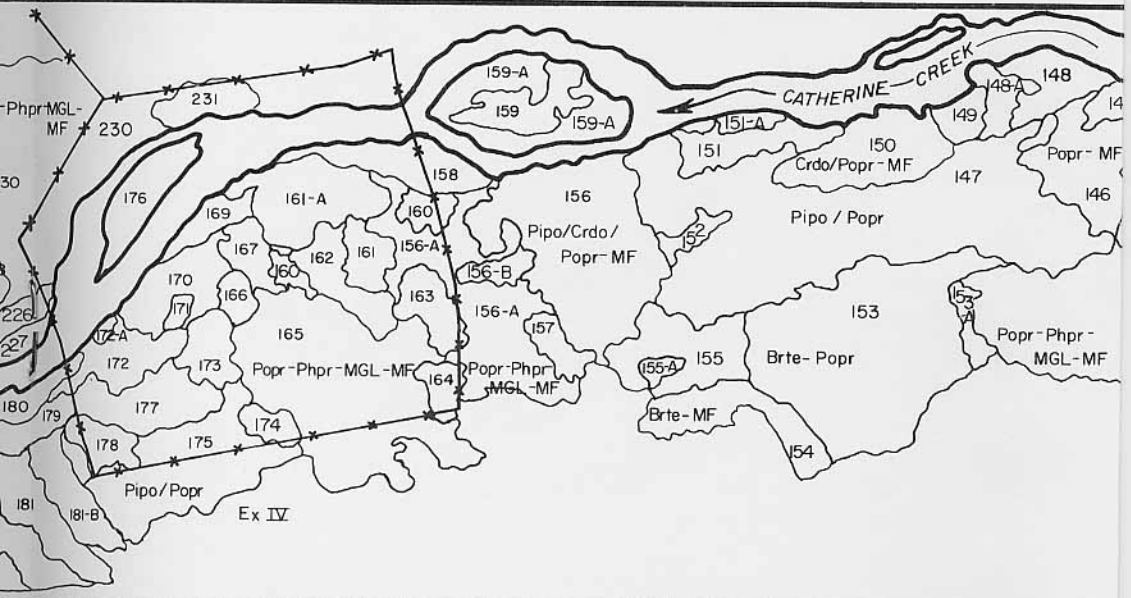 159-A
159
159-A
231
-Phpr-MGL-
MF
230
CATHERINE CREEK
148-A
148
149
151-A
151
150
Crdo/Popr-MF
Popr-MF
147
146
30
176
158
161-A
160
156
Pipo/Crdo/
Popr-MF
Pipo / Popr
152
169
167
162
161
156-A
160
156-B
170
171
166
163
156-A
157
153
153-A
226
172-A
172
173
165
Popr-Phpr-MGL-MF
164
Popr-Phpr
MGL-MF
155-A
155
Brte-Popr
Popr-Phpr-
MGL-MF
180
179
177
174
Brte-MF
178
175
154
Pipo/Popr
181
181-B
Ex IV